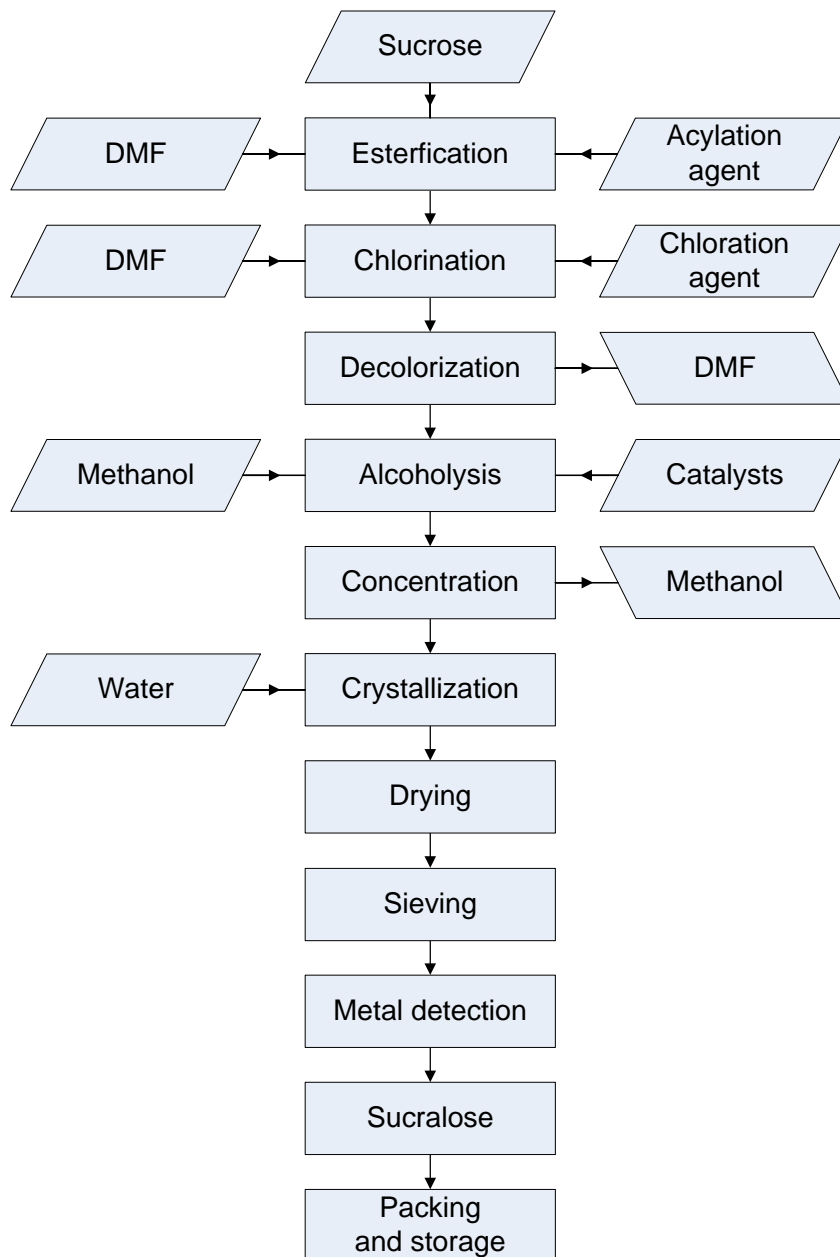 Sucrose
DMF
Esterfication
Acylation
agent
DMF
Chlorination
Chloration
agent
Decolorization
DMF
Methanol
Alcoholysis
Catalysts
Concentration
Methanol
Water
Crystallization
Drying
Sieving
Metal detection
Sucralose
Packing
and storage